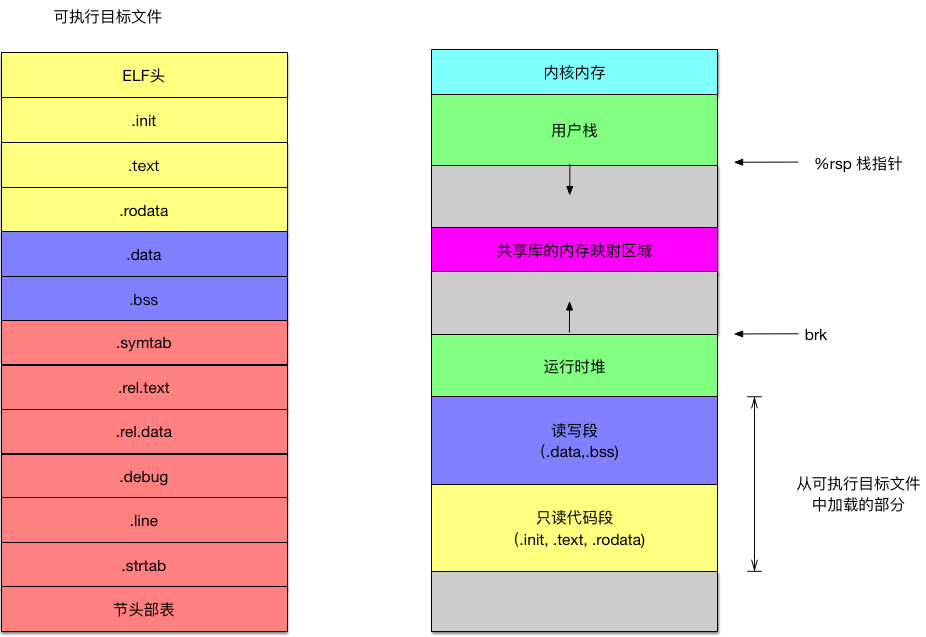 可执行目标文件
ELF头
.init
.text
.rodata
.data
.bss
.symtab
.rel.text
.rel.data
.debug
.line
.strtab
节头部表
内核内存
用户栈
%rsp 栈指针
共享库的内存映射区域
brk
运行时堆
读写段
(.data,.bss)
只读代码段
(.init, .text, .rodata)
从可执行目标文件
中加载的部分